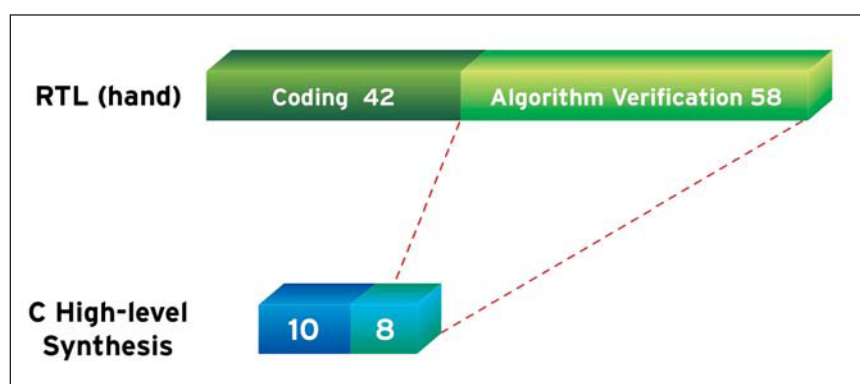 RTL (hand)
Coding 42
Algorithm Verification 58
C High-level
Synthesis
10
8